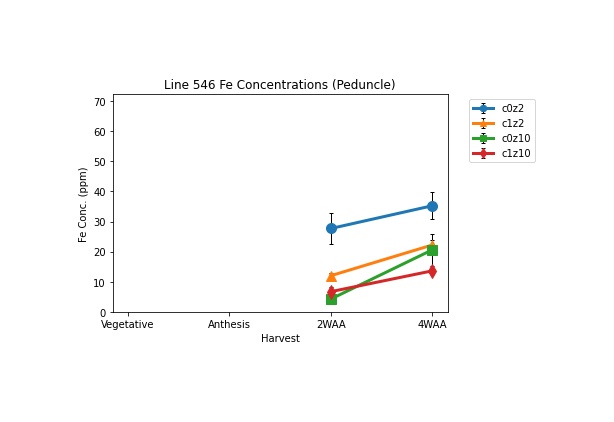 Line 546 Fe Concentrations (Peduncle)
70
60
50
40
30
20
10
0
Fe Conc. (ppm)
Vegetative Anthesis 2WAA 4WAA
Harvest
c0z2
c1z2
c0z10
c1z10